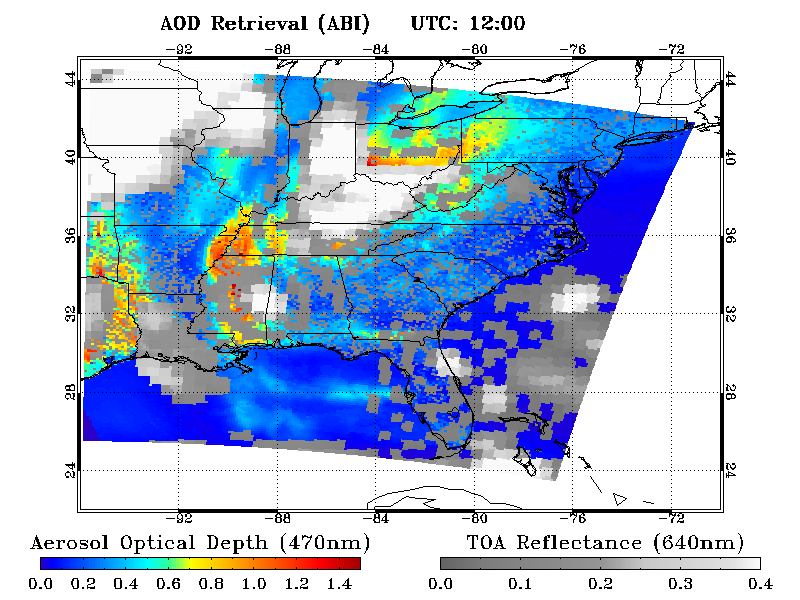 AOD Retrieval (ABI) UTC: 12:00
-92 -88 -84 -80 -76 -72
44 44
40 40
36 36
32 32
28 28
24 24
-92 -88 -84 -80 -76 -72
Aerosol Optical Depth (470nm) TOA Reflectance (640nm)
0.0 0.2 0.4 0.6 0.8 1.0 1.2 1.4 0.0 0.1 0.2 0.3 0.4